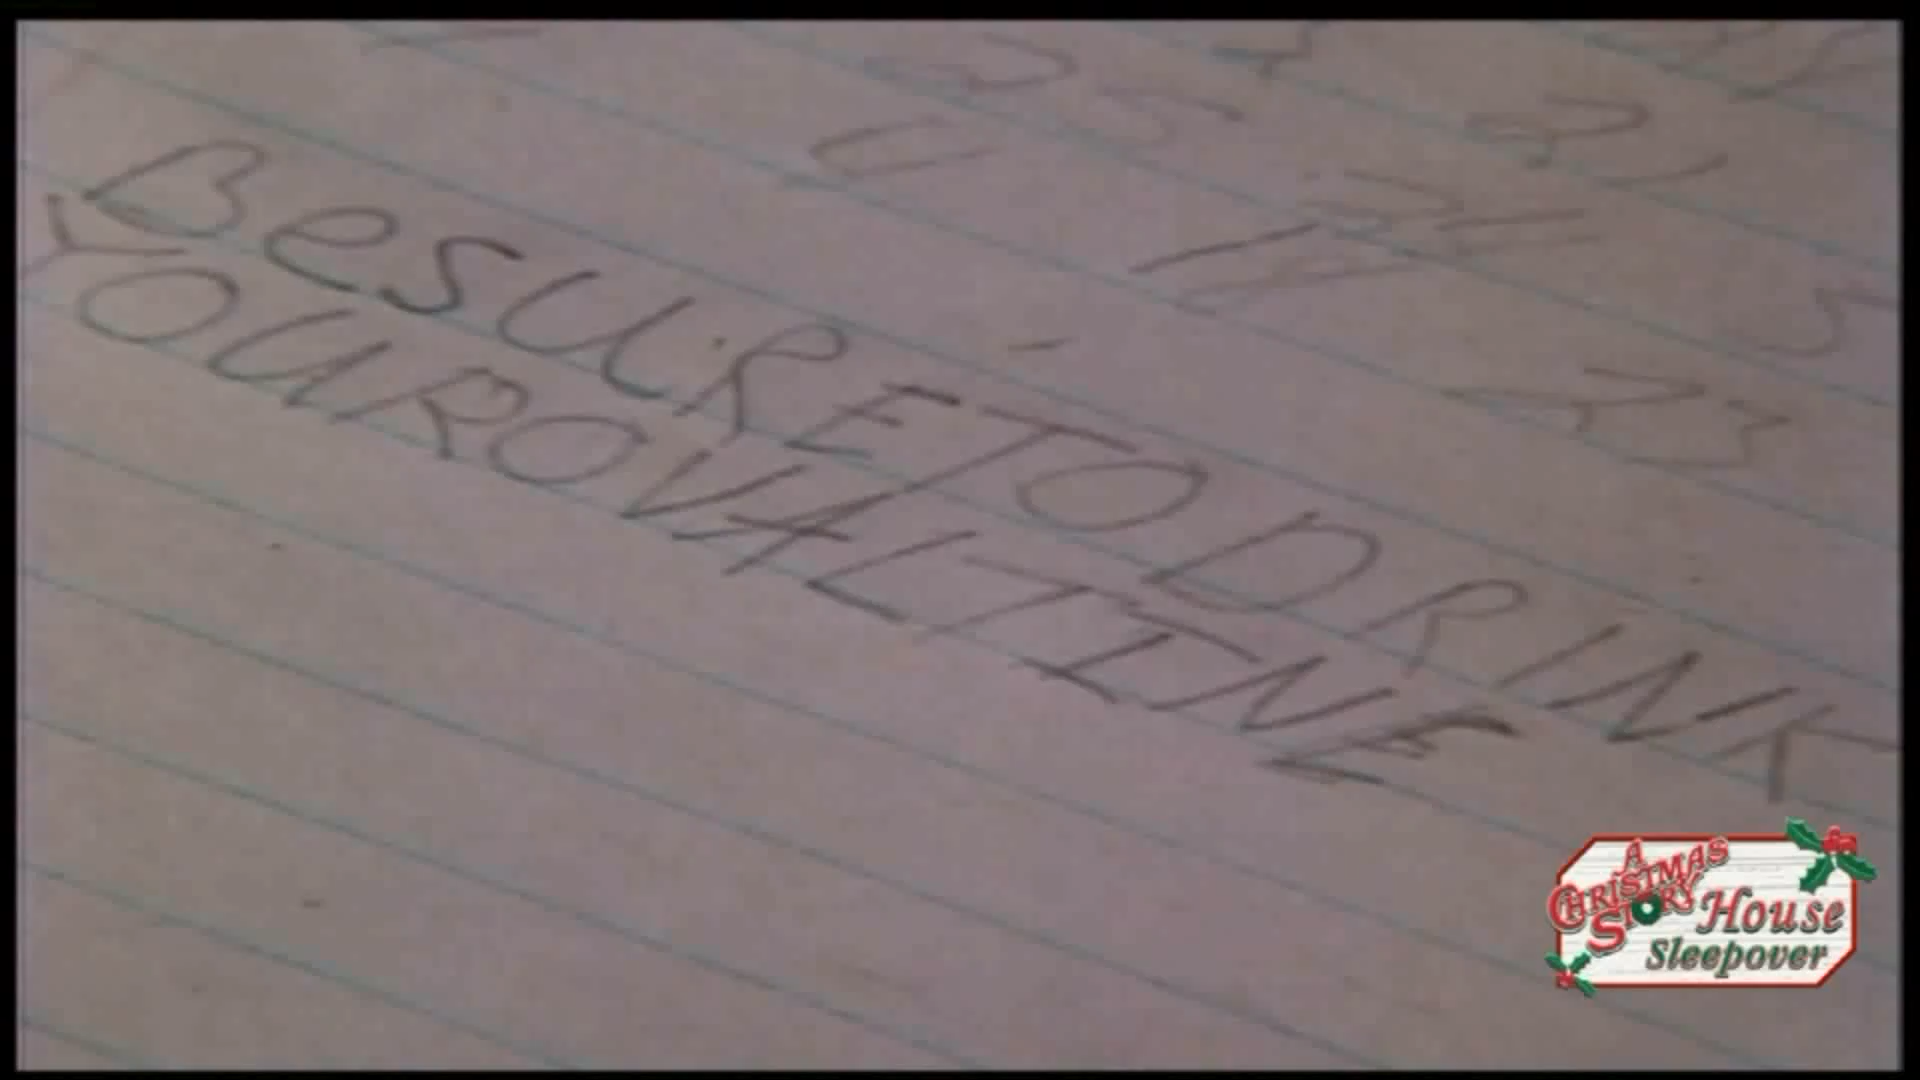 BeSURETODRINK
YOUROVALTINE
A
CHRISTMAS
STORY House
Sleepover